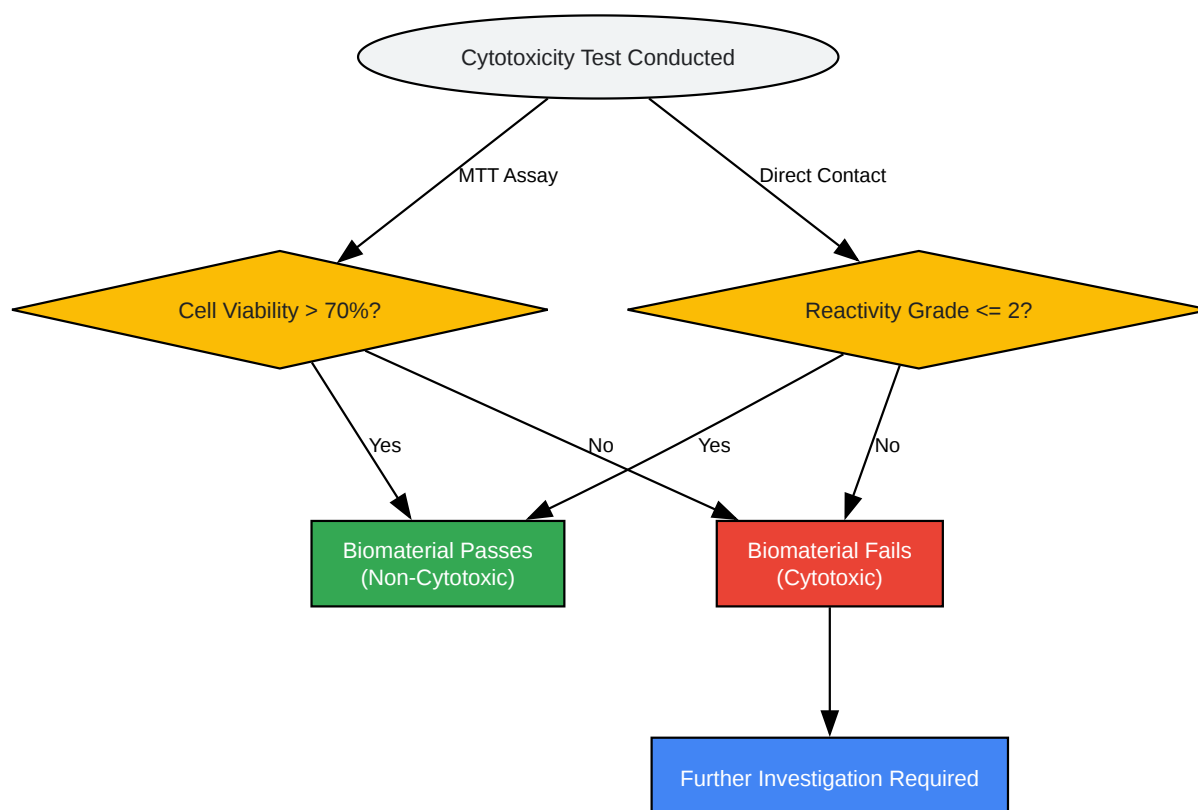 Cytotoxicity Test Conducted
MTT Assay
Direct Contact
Cell Viability > 70%?
Reactivity Grade <= 2?
Yes
No
Yes
No
Biomaterial Passes
(Non-Cytotoxic)
Biomaterial Fails
(Cytotoxic)
Further Investigation Required